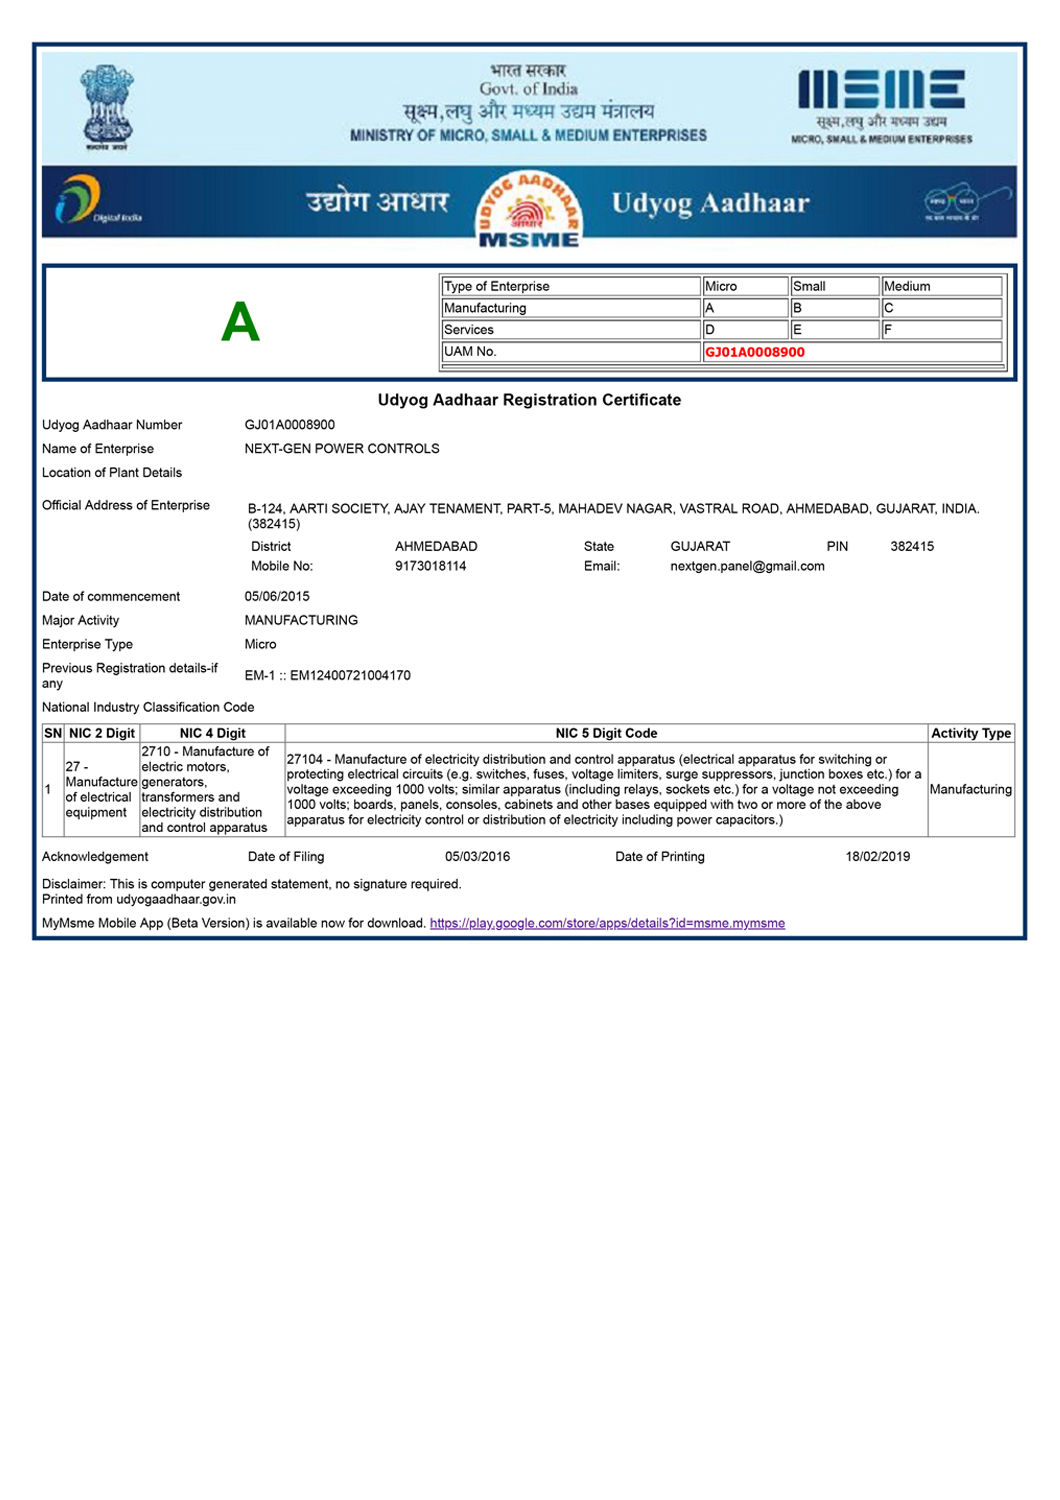 भारत सरकार
Govt. of India
सूक्ष्म,लघु और मध्यम उद्यम मंत्रालय
MINISTRY OF MICRO, SMALL & MEDIUM ENTERPRISES
सत्यमेव जयते
MSME
सूक्ष्म,लघु और मध्यम उद्यम
MICRO, SMALL & MEDIUM ENTERPRISES
Digital India
उद्योग आधार
UDYOG AADHAAR
आधार
MSME
Udyog Aadhaar
स्वच्छ भारत
एक कदम स्वच्छता की ओर
A
Type of Enterprise Micro Small Medium
Manufacturing A B C
Services D E F
UAM No. GJ01A0008900
Udyog Aadhaar Registration Certificate
Udyog Aadhaar Number GJ01A0008900
Name of Enterprise NEXT-GEN POWER CONTROLS
Location of Plant Details
Official Address of Enterprise B-124, AARTI SOCIETY, AJAY TENAMENT, PART-5, MAHADEV NAGAR, VASTRAL ROAD, AHMEDABAD, GUJARAT, INDIA.
(382415)
District AHMEDABAD State GUJARAT PIN 382415
Mobile No: 9173018114 Email: nextgen.panel@gmail.com
Date of commencement 05/06/2015
Major Activity MANUFACTURING
Enterprise Type Micro
Previous Registration details-if
any
EM-1 :: EM12400721004170
National Industry Classification Code
SN NIC 2 Digit NIC 4 Digit NIC 5 Digit Code Activity Type
1
27 -
Manufacture
of electrical
equipment
2710 - Manufacture of
electric motors,
generators,
transformers and
electricity distribution
and control apparatus
27104 - Manufacture of electricity distribution and control apparatus (electrical apparatus for switching or
protecting electrical circuits (e.g. switches, fuses, voltage limiters, surge suppressors, junction boxes etc.) for a
voltage exceeding 1000 volts; similar apparatus (including relays, sockets etc.) for a voltage not exceeding
1000 volts; boards, panels, consoles, cabinets and other bases equipped with two or more of the above
apparatus for electricity control or distribution of electricity including power capacitors.)
Manufacturing
Acknowledgement Date of Filing 05/03/2016 Date of Printing 18/02/2019
Disclaimer: This is computer generated statement, no signature required.
Printed from udyogaadhaar.gov.in
MyMsme Mobile App (Beta Version) is available now for download. https://play.google.com/store/apps/details?id=msme.mymsme